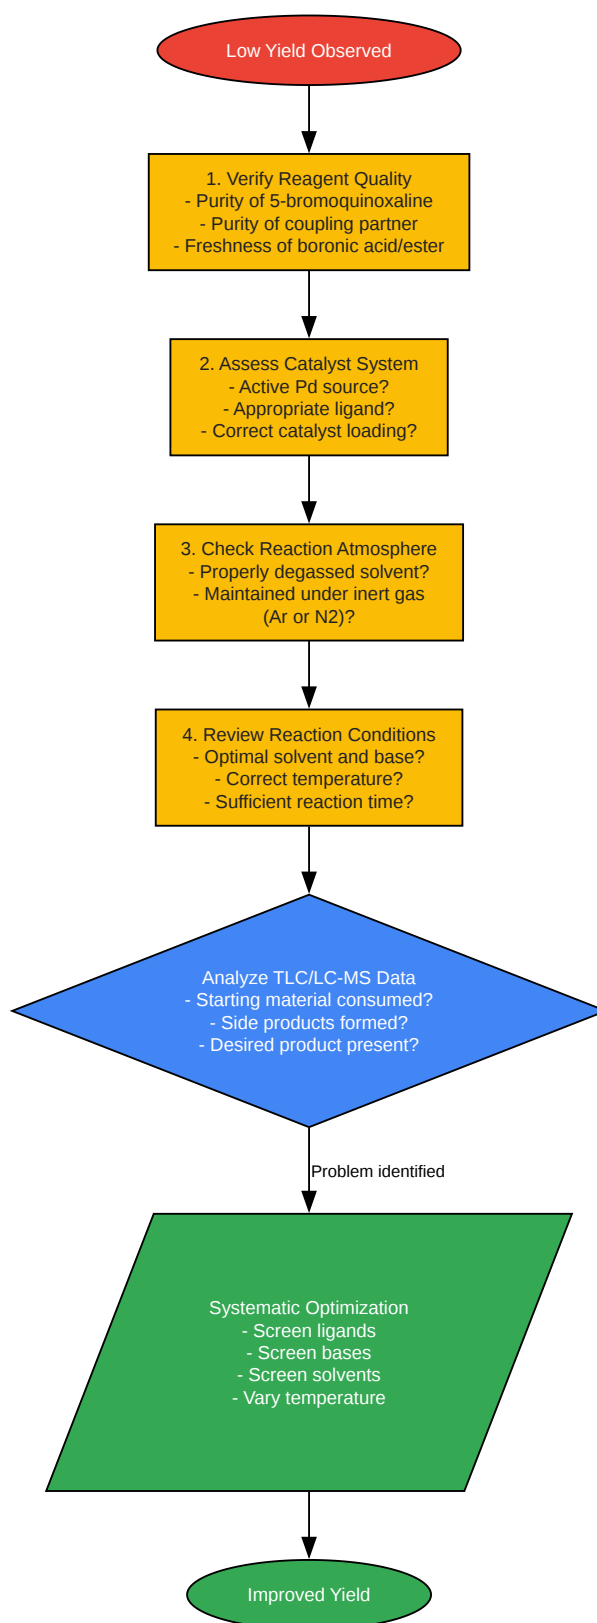 Low Yield Observed
1. Verify Reagent Quality
- Purity of 5-bromoquinoxaline
- Purity of coupling partner
- Freshness of boronic acid/ester
2. Assess Catalyst System
- Active Pd source?
- Appropriate ligand?
- Correct catalyst loading?
3. Check Reaction Atmosphere
- Properly degassed solvent?
- Maintained under inert gas
(Ar or N2)?
4. Review Reaction Conditions
- Optimal solvent and base?
- Correct temperature?
- Sufficient reaction time?
Analyze TLC/LC-MS Data
- Starting material consumed?
- Side products formed?
- Desired product present?
Problem identified
Systematic Optimization
- Screen ligands
- Screen bases
- Screen solvents
- Vary temperature
Improved Yield